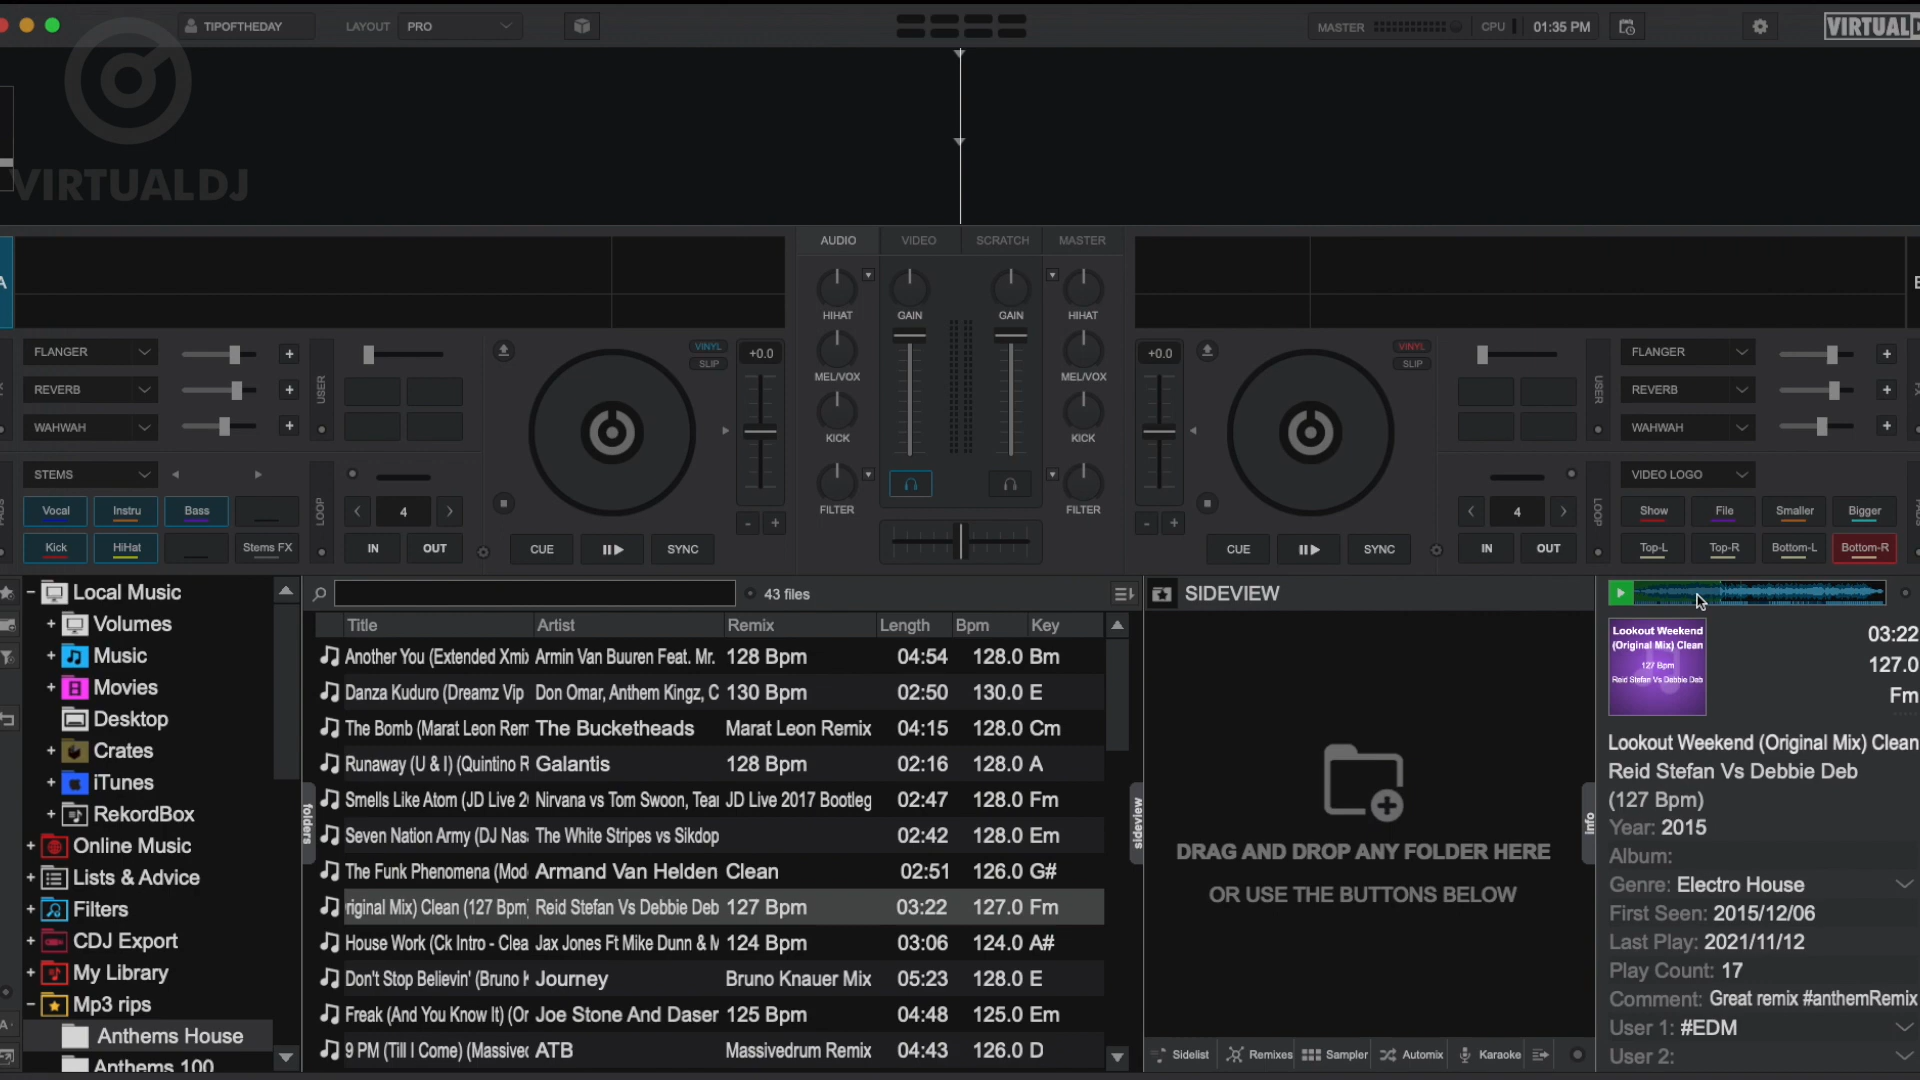 TIPOFTHEDAY
LAYOUT PRO
MASTER CPU 01:35 PM
VIRTUAL
VIRTUALDJ
AUDIO VIDEO SCRATCH MASTER
HIHAT GAIN GAIN HIHAT
MEL/VOX MEL/VOX
KICK KICK
FILTER FILTER
FLANGER
REVERB
WAHWAH
USER
VINYL
SLIP
+0.0
STEMS
Vocal Instru Bass
Kick HiHat Stems FX
LOOP
4
IN OUT
CUE SYNC
- +
+0.0
VINYL
SLIP
USER
FLANGER
REVERB
WAHWAH
VIDEO LOGO
- +
CUE SYNC
4
IN OUT
LOOP
Show File Smaller Bigger
Top-L Top-R Bottom-L Bottom-R
Local Music
Volumes
Music
Movies
Desktop
Crates
iTunes
RekordBox
Online Music
Lists & Advice
Filters
CDJ Export
My Library
Mp3 rips
Anthems House
Anthems 100
folders
43 files
Title Artist Remix Length Bpm Key
Another You (Extended Xmi Armin Van Buuren Feat. Mr. 128 Bpm 04:54 128.0 Bm
Danza Kuduro (Dreamz Vip Don Omar, Anthem Kingz, C 130 Bpm 02:50 130.0 E
The Bomb (Marat Leon Rem The Bucketheads Marat Leon Remix 04:15 128.0 Cm
Runaway (U & I) (Quintino R Galantis 128 Bpm 02:16 128.0 A
Smells Like Atom (JD Live 2 Nirvana vs Tom Swoon, Tear JD Live 2017 Bootleg 02:47 128.0 Fm
Seven Nation Army (DJ Nas The White Stripes vs Sikdop 02:42 128.0 Em
The Funk Phenomena (Mod Armand Van Helden Clean 02:51 126.0 G#
riginal Mix) Clean (127 Bpm Reid Stefan Vs Debbie Deb 127 Bpm 03:22 127.0 Fm
House Work (Ck Intro - Clea Jax Jones Ft Mike Dunn & M 124 Bpm 03:06 124.0 A#
Don't Stop Believin' (Bruno K Journey Bruno Knauer Mix 05:23 128.0 E
Freak (And You Know It) (Or Joe Stone And Daser 125 Bpm 04:48 125.0 Em
9 PM (Till I Come) (Massivec ATB Massivedrum Remix 04:43 126.0 D
sideview
SIDEVIEW
DRAG AND DROP ANY FOLDER HERE
OR USE THE BUTTONS BELOW
Sidelist Remixes Sampler Automix Karaoke
info
Lookout Weekend
(Original Mix) Clean
127 Bpm
Reid Stefan Vs Debbie Deb
03:22
127.0
Fm
Lookout Weekend (Original Mix) Clean
Reid Stefan Vs Debbie Deb
(127 Bpm)
Year: 2015
Album:
Genre: Electro House
First Seen: 2015/12/06
Last Play: 2021/11/12
Play Count: 17
Comment: Great remix #anthemRemix
User 1: #EDM
User 2: